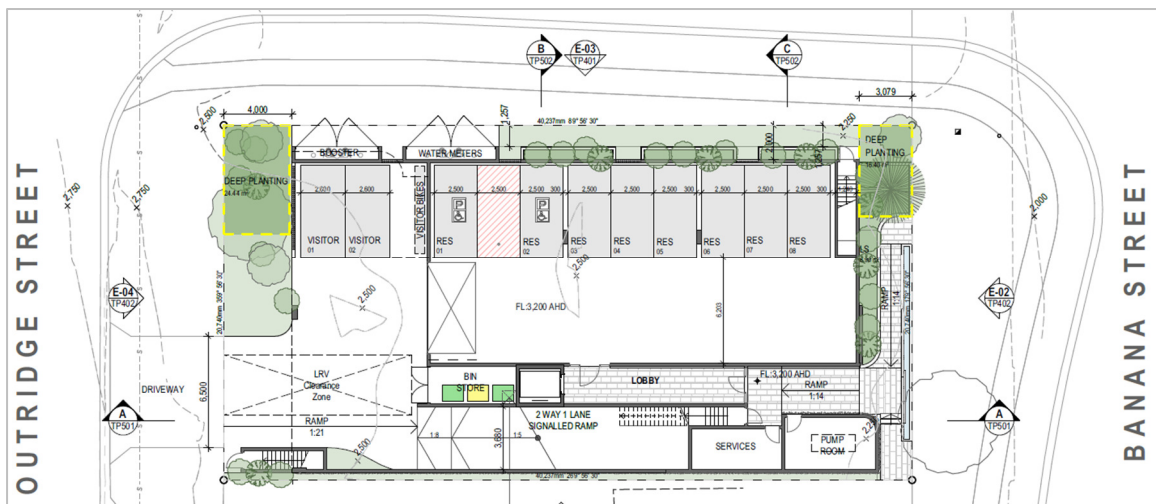 OUTRIDGE STREET
BANANA STREET
B
TP502
E-03
TP401
C
TP502
4,000
2,500
1,257
40,237mm 89° 56' 30"
2,000
2,250
3,079
DEEP
PLANTING
BOOSTER
WATER METERS
DEEP PLANTING
24.44 m²
2,600
VISITOR
01
VISITOR
02
VISITOR BIKES
2,500
2,500
2,500
300
2,500
2,500
2,500
300
2,500
2,500
2,500
300
RES
01
RES
02
RES
03
RES
04
RES
05
RES
06
RES
07
RES
08
2,750
2,750
2,000
2,500
2,500
E-04
TP402
E-02
TP402
FL:3,200 AHD
6,203
RAMP
1:14
LRV
Clearance
Zone
DRIVEWAY
6,500
BIN
STORE
LOBBY
FL:3,200 AHD
RAMP
1:14
A
TP501
A
TP501
RAMP
1:21
1:8
3,660
1:5
2 WAY 1 LANE
SIGNALLED RAMP
2,500
SERVICES
PUMP
ROOM
40,237mm 269° 56' 30"